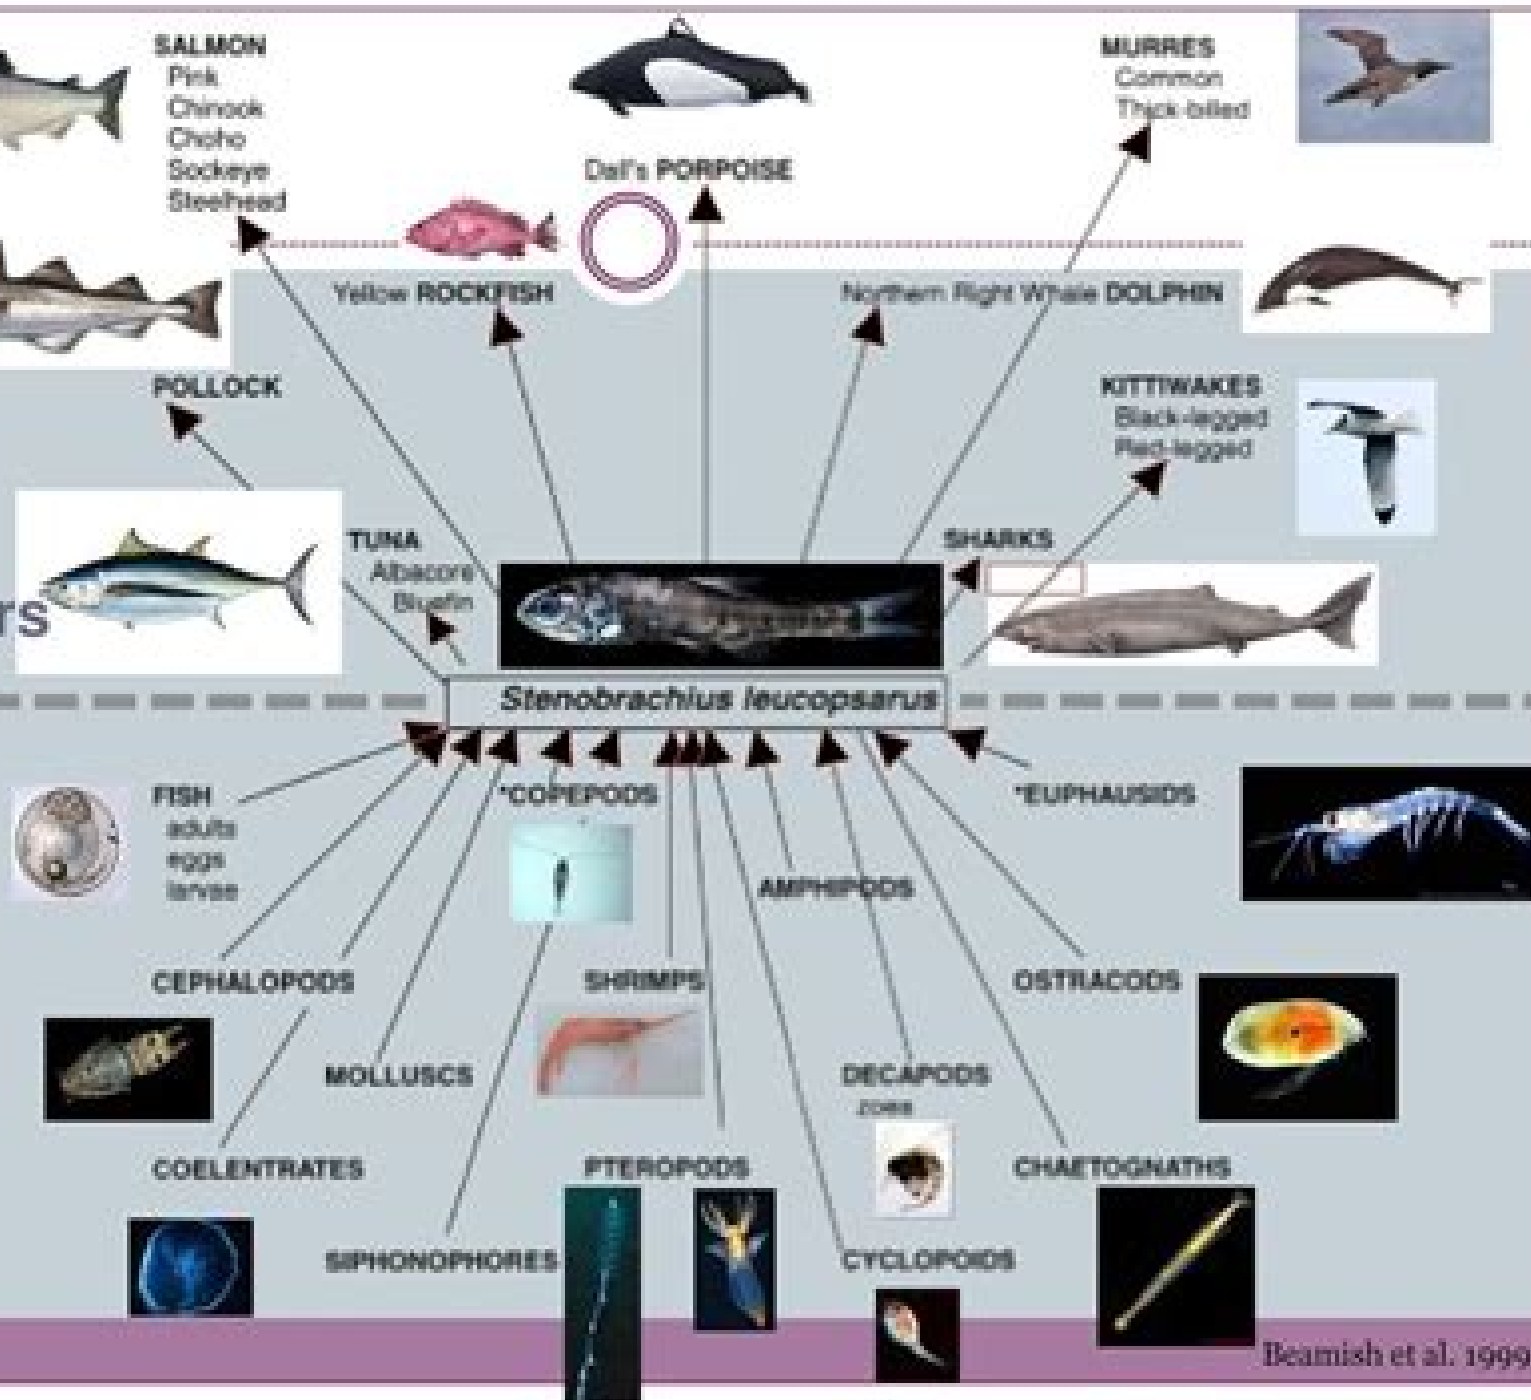 SALMON
Pink
Chinook
Choho
Sockeye
Steelhead
MURRES
Common
Thick-billed
Dal's PORPOISE
Yellow ROCKFISH
Northern Right Whale DOLPHIN
POLLOCK
KITTIWAKES
Black-legged
Red-legged
TUNA
Albacore
Bluefin
SHARKS
rs
Stenobrachius leucopsarus
FISH
adults
eggs
larvae
*COPEPODS
*EUPHAUSIDS
AMPHIPODS
CEPHALOPODS
SHRIMPS
OSTRACODS
MOLLUSCS
DECAPODS
zoea
COELENTRATES
PTEROPODS
CHAETOGNATHS
SIPHONOPHORES
CYCLOPOIDS
Beamish et al. 1999